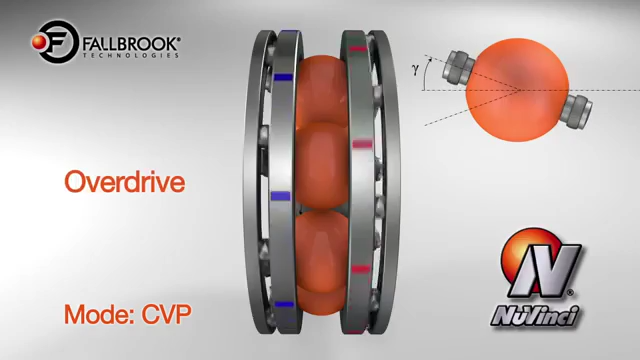 FALLBROOK®
TECHNOLOGIES
γ
Overdrive
Mode: CVP
N®
NuVinci